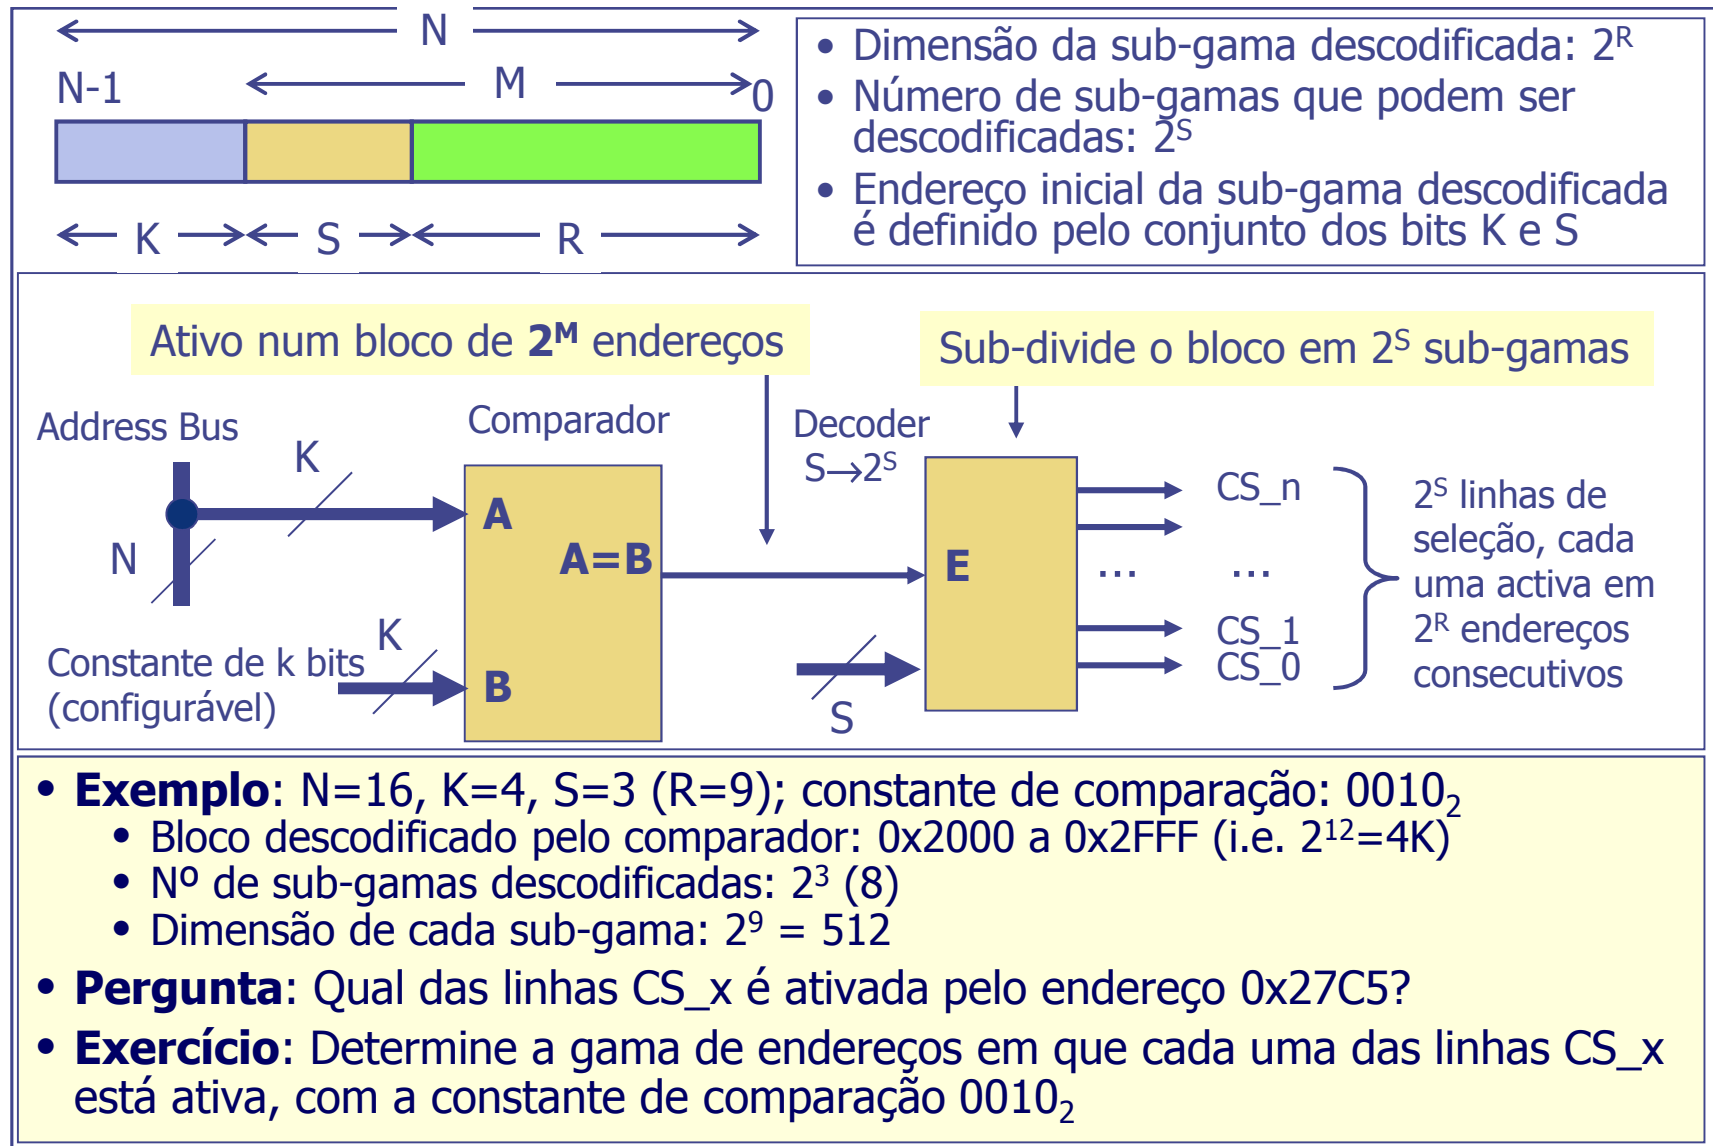 N
N-1
M
0
K
S
R
• Dimensão da sub-gama descodificada: 2ᴿ
• Número de sub-gamas que podem ser
descodificadas: 2ˢ
• Endereço inicial da sub-gama descodificada
é definido pelo conjunto dos bits K e S
Ativo num bloco de 2ᴹ endereços
Sub-divide o bloco em 2ˢ sub-gamas
Address Bus
K
N
Comparador
A
A=B
B
Constante de k bits
(configurável)
K
Decoder
S→2ˢ
E
S
CS_n
... ...
CS_1
CS_0
2ˢ linhas de
seleção, cada
uma activa em
2ᴿ endereços
consecutivos
• Exemplo: N=16, K=4, S=3 (R=9); constante de comparação: 0010₂
• Bloco descodificado pelo comparador: 0x2000 a 0x2FFF (i.e. 2¹²=4K)
• Nº de sub-gamas descodificadas: 2³ (8)
• Dimensão de cada sub-gama: 2⁹ = 512
• Pergunta: Qual das linhas CS_x é ativada pelo endereço 0x27C5?
• Exercício: Determine a gama de endereços em que cada uma das linhas CS_x
está ativa, com a constante de comparação 0010₂